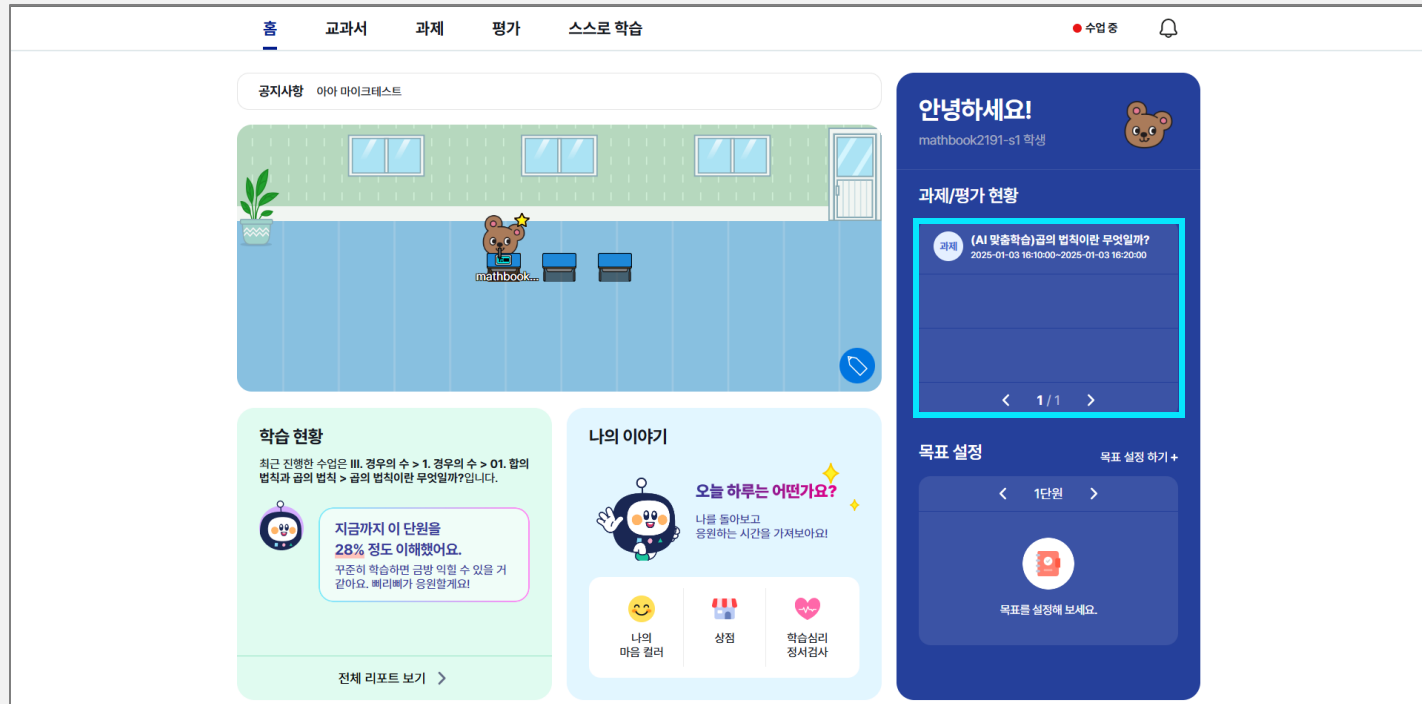 홈
교과서
과제
평가
스스로 학습
수업 중
공지사항 아아 마이크테스트
mathbook...
안녕하세요!
mathbook2191-s1 학생
과제/평가 현황
과제
(AI 맞춤학습)곱의 법칙이란 무엇일까?
2025-01-03 16:10:00~2025-01-03 16:20:00
1 / 1
목표 설정
목표 설정 하기 +
1단원
목표를 설정해 보세요.
학습 현황
최근 진행한 수업은 III. 경우의 수 > 1. 경우의 수 > 01. 합의
법칙과 곱의 법칙 > 곱의 법칙이란 무엇일까?입니다.
지금까지 이 단원을
28% 정도 이해했어요.
꾸준히 학습하면 금방 익힐 수 있을 거
같아요. 삐리삐가 응원할게요!
전체 리포트 보기
나의 이야기
오늘 하루는 어떤가요?
나를 돌아보고
응원하는 시간을 가져보아요!
나의
마음 컬러
상점
학습심리
정서검사